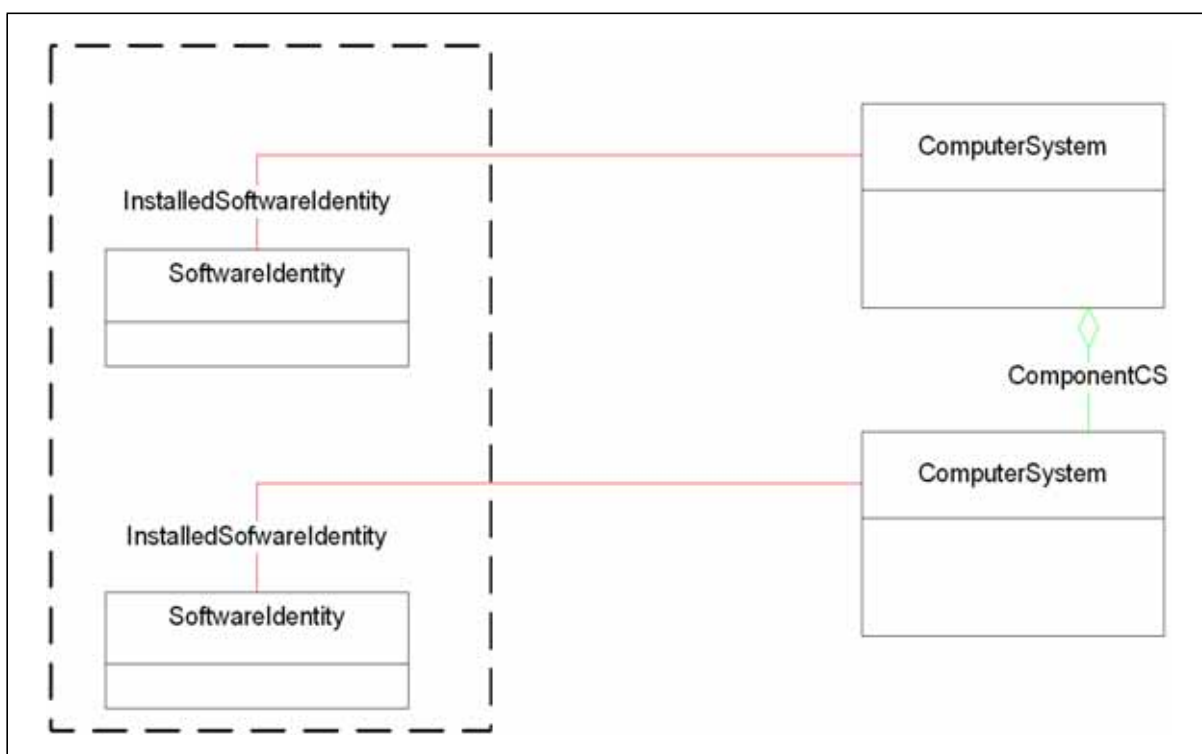 ComputerSystem
InstalledSoftwareIdentity
SoftwareIdentity
ComponentCS
ComputerSystem
InstalledSofwareIdentity
SoftwareIdentity